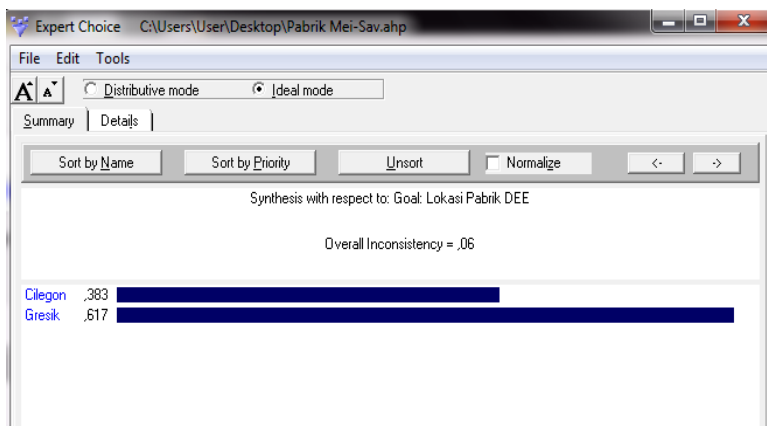 Expert Choice C:\Users\User\Desktop\Pabrik Mei-Sav.ahp
File Edit Tools
A A Distributive mode Ideal mode
Summary Details
Sort by Name Sort by Priority Unsort Normalize <- ->
Synthesis with respect to: Goal: Lokasi Pabrik DEE
Overall Inconsistency = ,06
Cilegon ,383
Gresik ,617